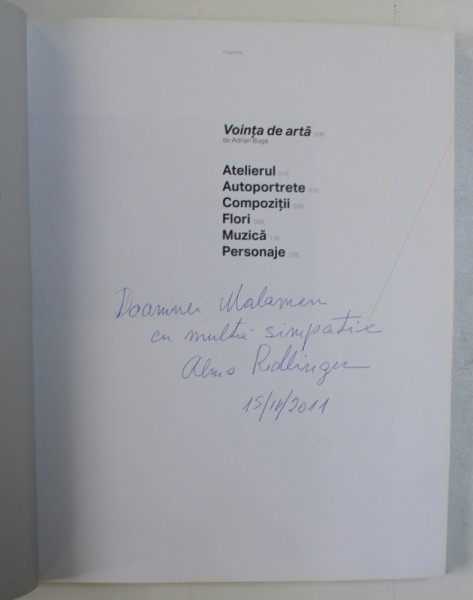 Cuprins
Voința de artă
de Adrian Buga
Atelierul
Autoportrete
Compoziții
Flori
Muzică
Personaje
Doamnei Malamen
cu multă simpatie
Alma Redlinger
15/IV/2011